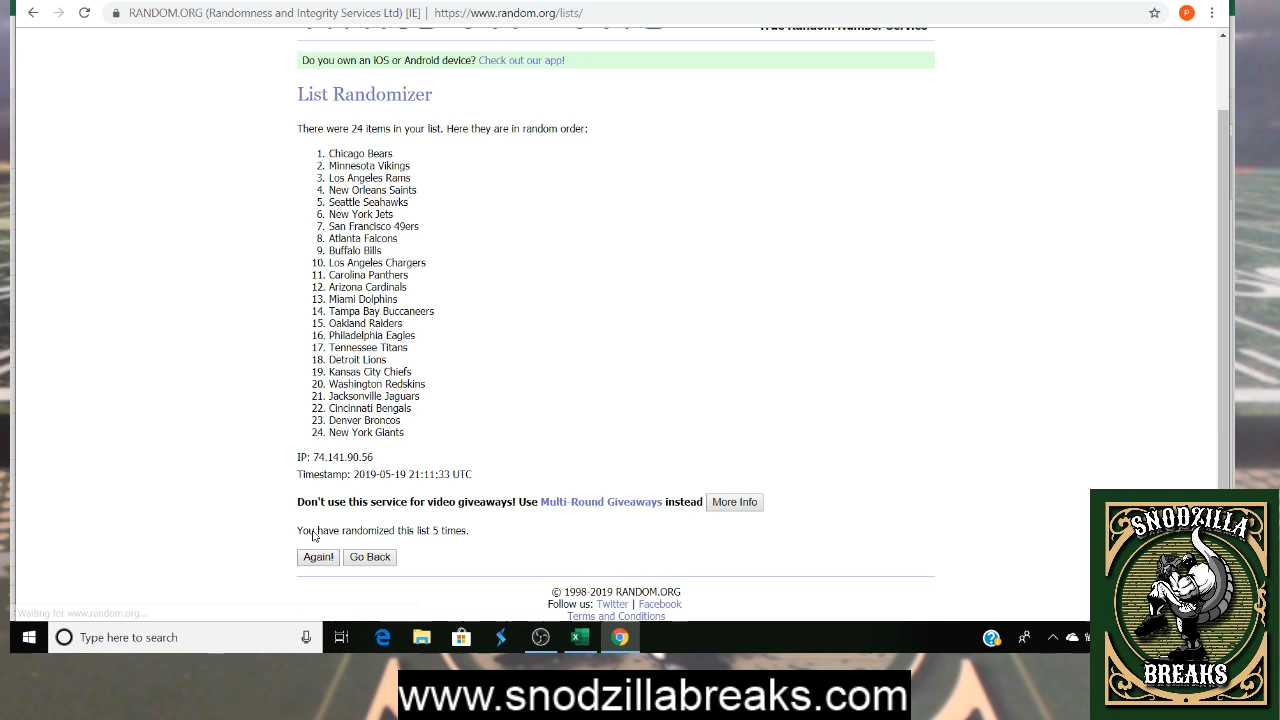 RANDOM.ORG (Randomness and Integrity Services Ltd) [IE] | https://www.random.org/lists/
P
True Random Number Service
Do you own an iOS or Android device? Check out our app!
List Randomizer
There were 24 items in your list. Here they are in random order:
1. Chicago Bears
2. Minnesota Vikings
3. Los Angeles Rams
4. New Orleans Saints
5. Seattle Seahawks
6. New York Jets
7. San Francisco 49ers
8. Atlanta Falcons
9. Buffalo Bills
10. Los Angeles Chargers
11. Carolina Panthers
12. Arizona Cardinals
13. Miami Dolphins
14. Tampa Bay Buccaneers
15. Oakland Raiders
16. Philadelphia Eagles
17. Tennessee Titans
18. Detroit Lions
19. Kansas City Chiefs
20. Washington Redskins
21. Jacksonville Jaguars
22. Cincinnati Bengals
23. Denver Broncos
24. New York Giants
IP: 74.141.90.56
Timestamp: 2019-05-19 21:11:33 UTC
Don't use this service for video giveaways! Use Multi-Round Giveaways instead More Info
You have randomized this list 5 times.
Again! Go Back
© 1998-2019 RANDOM.ORG
Follow us: Twitter | Facebook
Terms and Conditions
Waiting for www.random.org...
Type here to search
SNODZILLA
BREAKS
www.snodzillabreaks.com